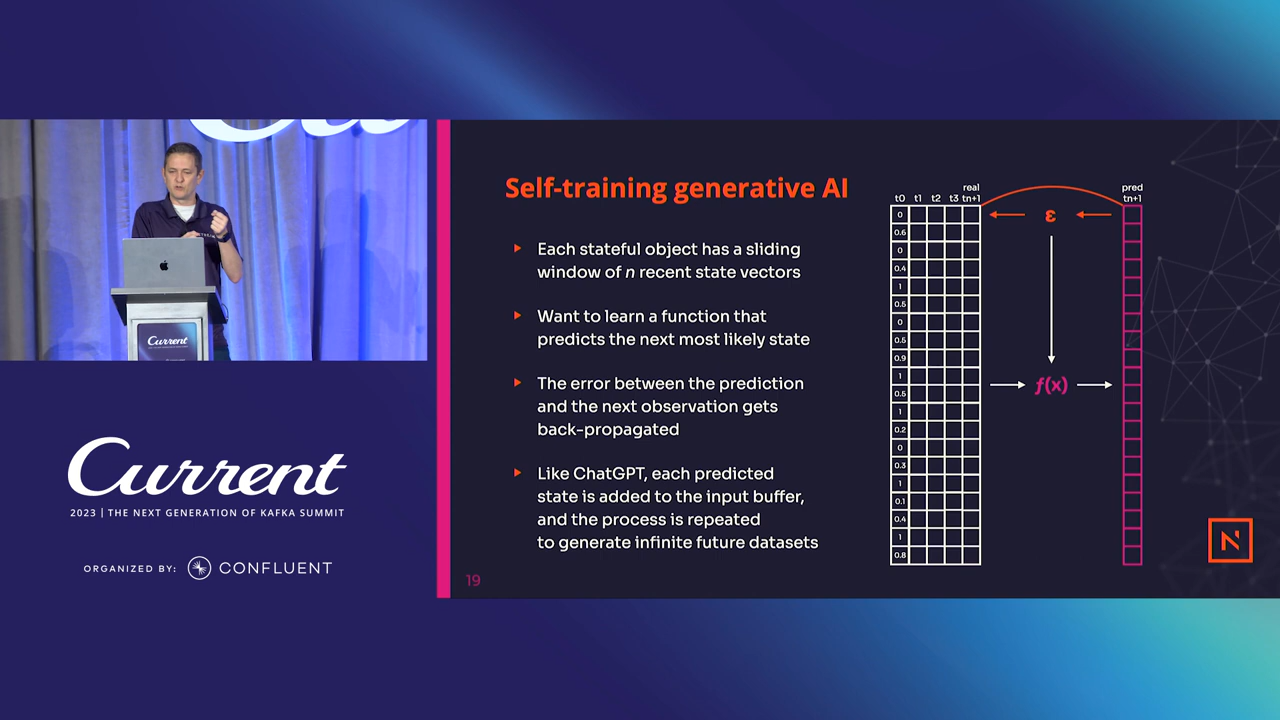 Current
Current
2023 | THE NEXT GENERATION OF KAFKA SUMMIT
ORGANIZED BY: CONFLUENT
Self-training generative AI
Each stateful object has a sliding
window of n recent state vectors
Want to learn a function that
predicts the next most likely state
The error between the prediction
and the next observation gets
back-propagated
Like ChatGPT, each predicted
state is added to the input buffer,
and the process is repeated
to generate infinite future datasets
19
real
t0 t1 t2 t3 tn+1
0
0.6
0
0.4
1
0.5
0
0.5
0.9
1
0.5
1
0.2
0
0.3
1
0.1
0.4
1
0.8
ε
f(x)
pred
tn+1
N